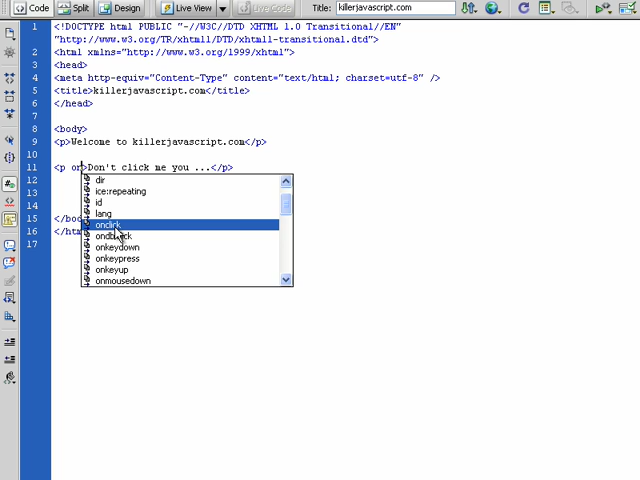 Code Split Design Live View Live Code Title: killerjavascript.com
1 <!DOCTYPE html PUBLIC "-//W3C//DTD XHTML 1.0 Transitional//EN"
"http://www.w3.org/TR/xhtml1/DTD/xhtml1-transitional.dtd">
2 <html xmlns="http://www.w3.org/1999/xhtml">
3 <head>
4 <meta http-equiv="Content-Type" content="text/html; charset=utf-8" />
5 <title>killerjavascript.com</title>
6 </head>
7
8 <body>
9 <p>Welcome to killerjavascript.com</p>
10
11 <p on>Don't click me you ...</p>
12 dir
ice:repeating
13 id
14 lang
15 </bod
onclick
16 </htm
17 onkeydown
onkeypress
onkeyup
onmousedown